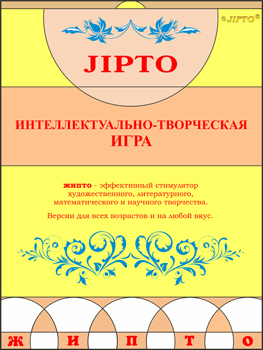 «JIPTO»
JIPTO
ИНТЕЛЛЕКТУАЛЬНО-ТВОРЧЕСКАЯ
ИГРА
жипто - эффективный стимулятор
художественного, литературного,
математического и научного творчества.
Версии для всех возрастов и на любой вкус.
Ж И П Т О